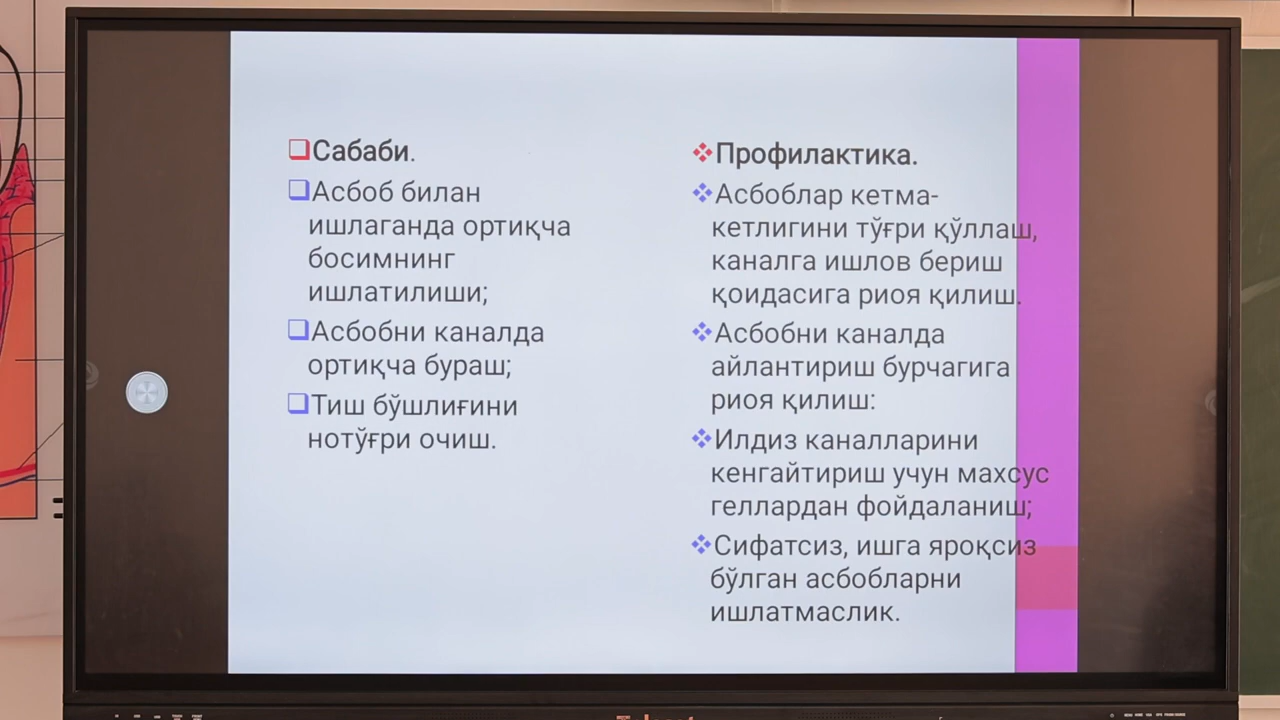 Сабаби.
Асбоб билан
ишлаганда ортиқча
босимнинг
ишлатилиши;
Асбобни каналда
ортиқча бураш;
Тиш бўшлиғини
нотўғри очиш.
Профилактика.
Асбоблар кетма-
кетлигини тўғри қўллаш,
каналга ишлов бериш
қоидасига риоя қилиш.
Асбобни каналда
айлантириш бурчагига
риоя қилиш:
Илдиз каналларини
кенгайтириш учун махсус
геллардан фойдаланиш;
Сифатсиз, ишга яроқсиз
бўлган асбобларни
ишлатмаслик.